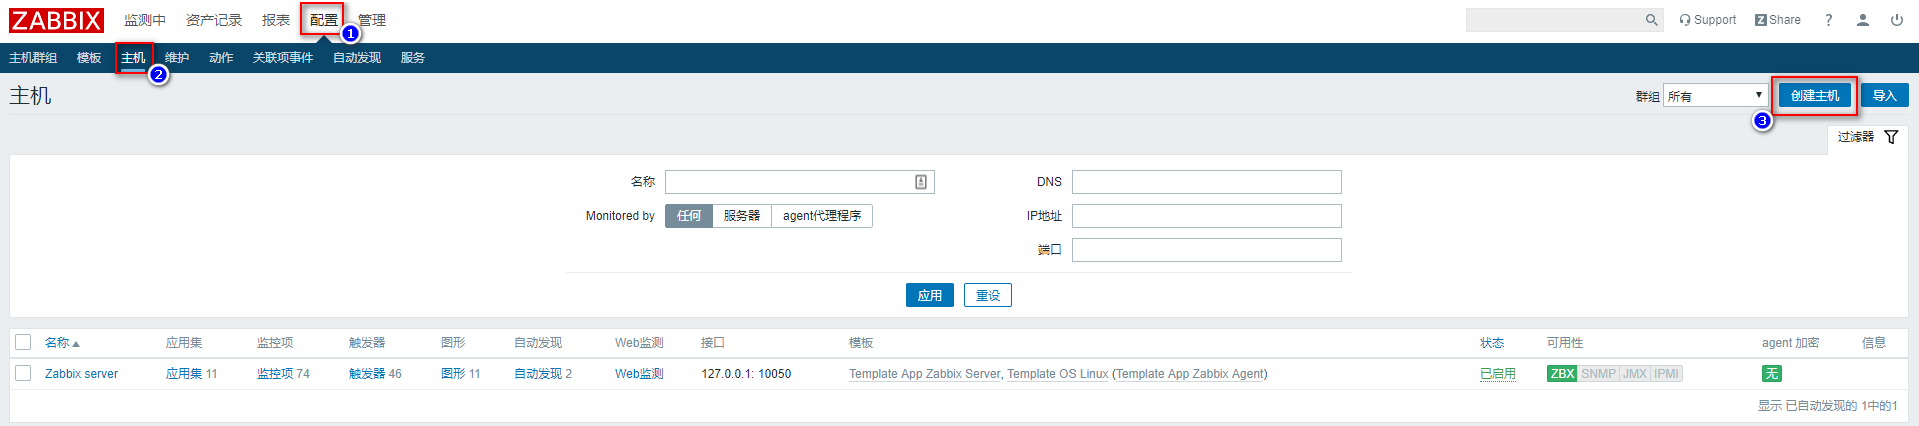 ZABBIX 监测中 资产记录 报表 配置 管理 Support Z Share ?
1
主机群组 模板 主机 维护 动作 关联项事件 自动发现 服务
2
主机 群组 所有 创建主机 导入
3
过滤器
名称 DNS
Monitored by 任何 服务器 agent代理程序 IP地址
端口
应用 重设
名称 应用集 监控项 触发器 图形 自动发现 Web监测 接口 模板 状态 可用性 agent 加密 信息
Zabbix server 应用集 11 监控项 74 触发器 46 图形 11 自动发现 2 Web监测 127.0.0.1: 10050 Template App Zabbix Server, Template OS Linux (Template App Zabbix Agent) 已启用 ZBX SNMP JMX IPMI 无
显示 已自动发现的 1中的1